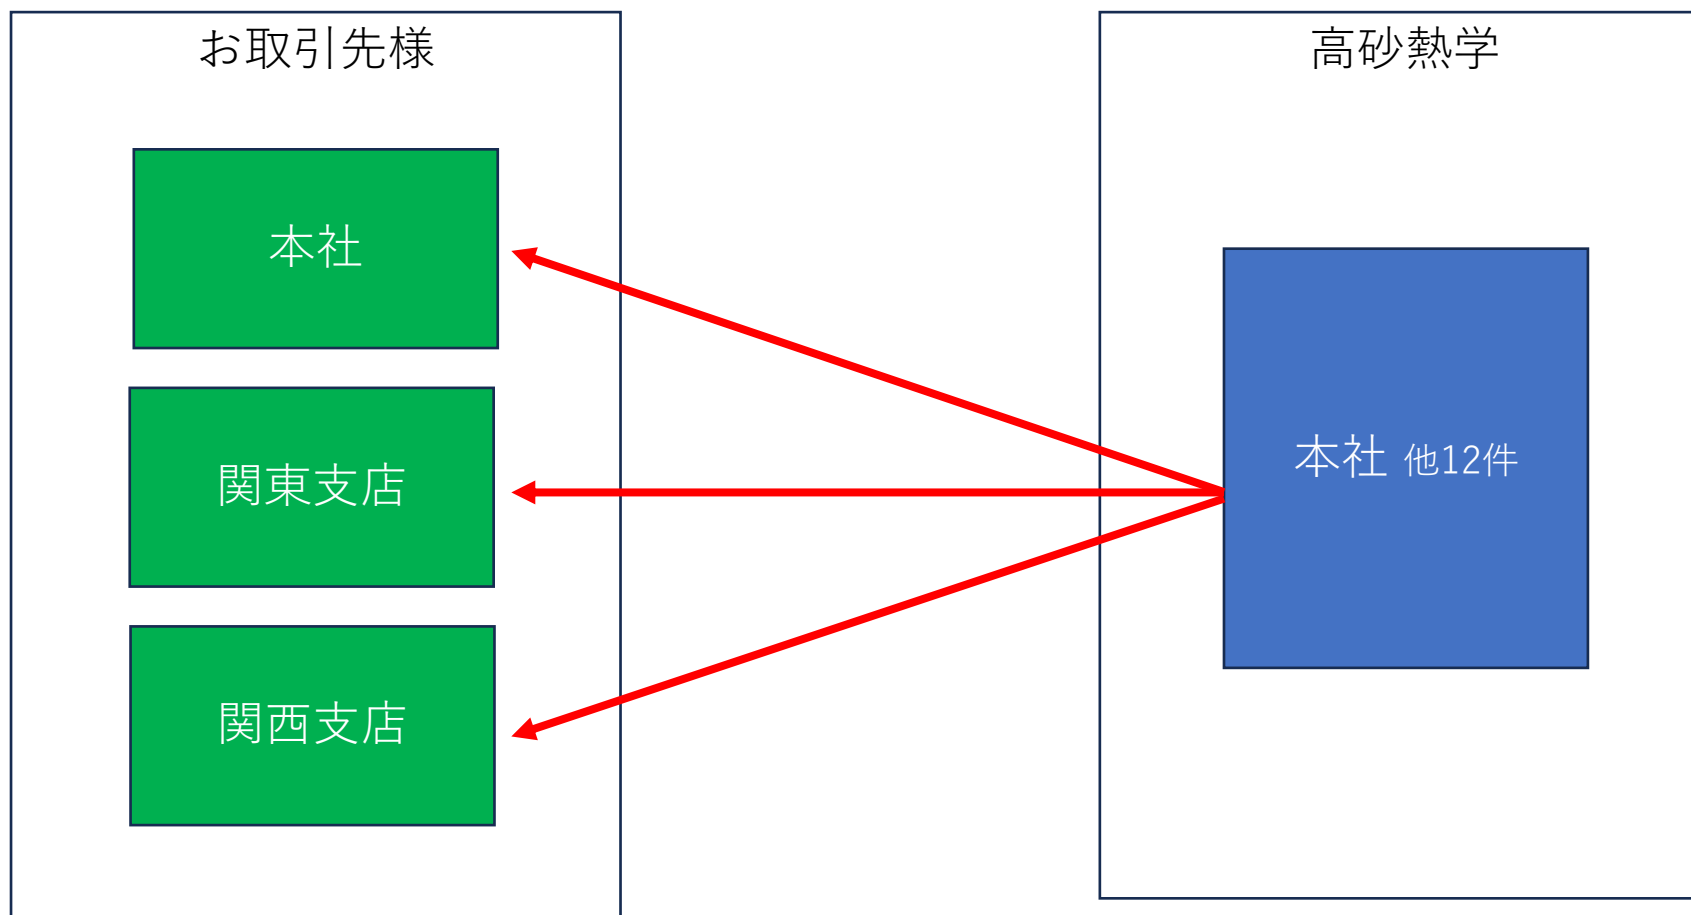 お取引先様
本社
関東支店
関西支店
高砂熱学
本社 他12件